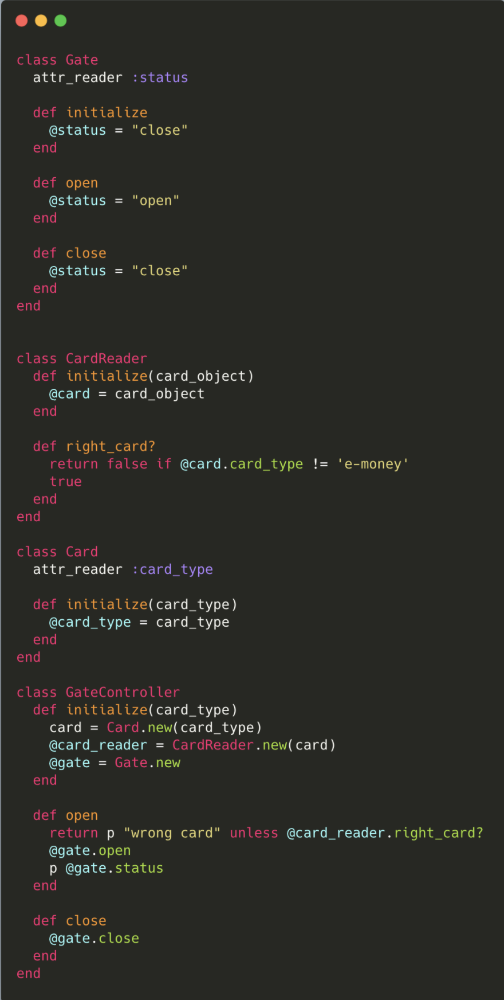 class Gate
  attr_reader :status

  def initialize
    @status = "close"
  end

  def open
    @status = "open"
  end

  def close
    @status = "close"
  end
end


class CardReader
  def initialize(card_object)
    @card = card_object
  end

  def right_card?
    return false if @card.card_type != 'e-money'
    true
  end
end

class Card
  attr_reader :card_type

  def initialize(card_type)
    @card_type = card_type
  end
end

class GateController
  def initialize(card_type)
    card = Card.new(card_type)
    @card_reader = CardReader.new(card)
    @gate = Gate.new
  end

  def open
    return p "wrong card" unless @card_reader.right_card?
    @gate.open
    p @gate.status
  end

  def close
    @gate.close
  end
end